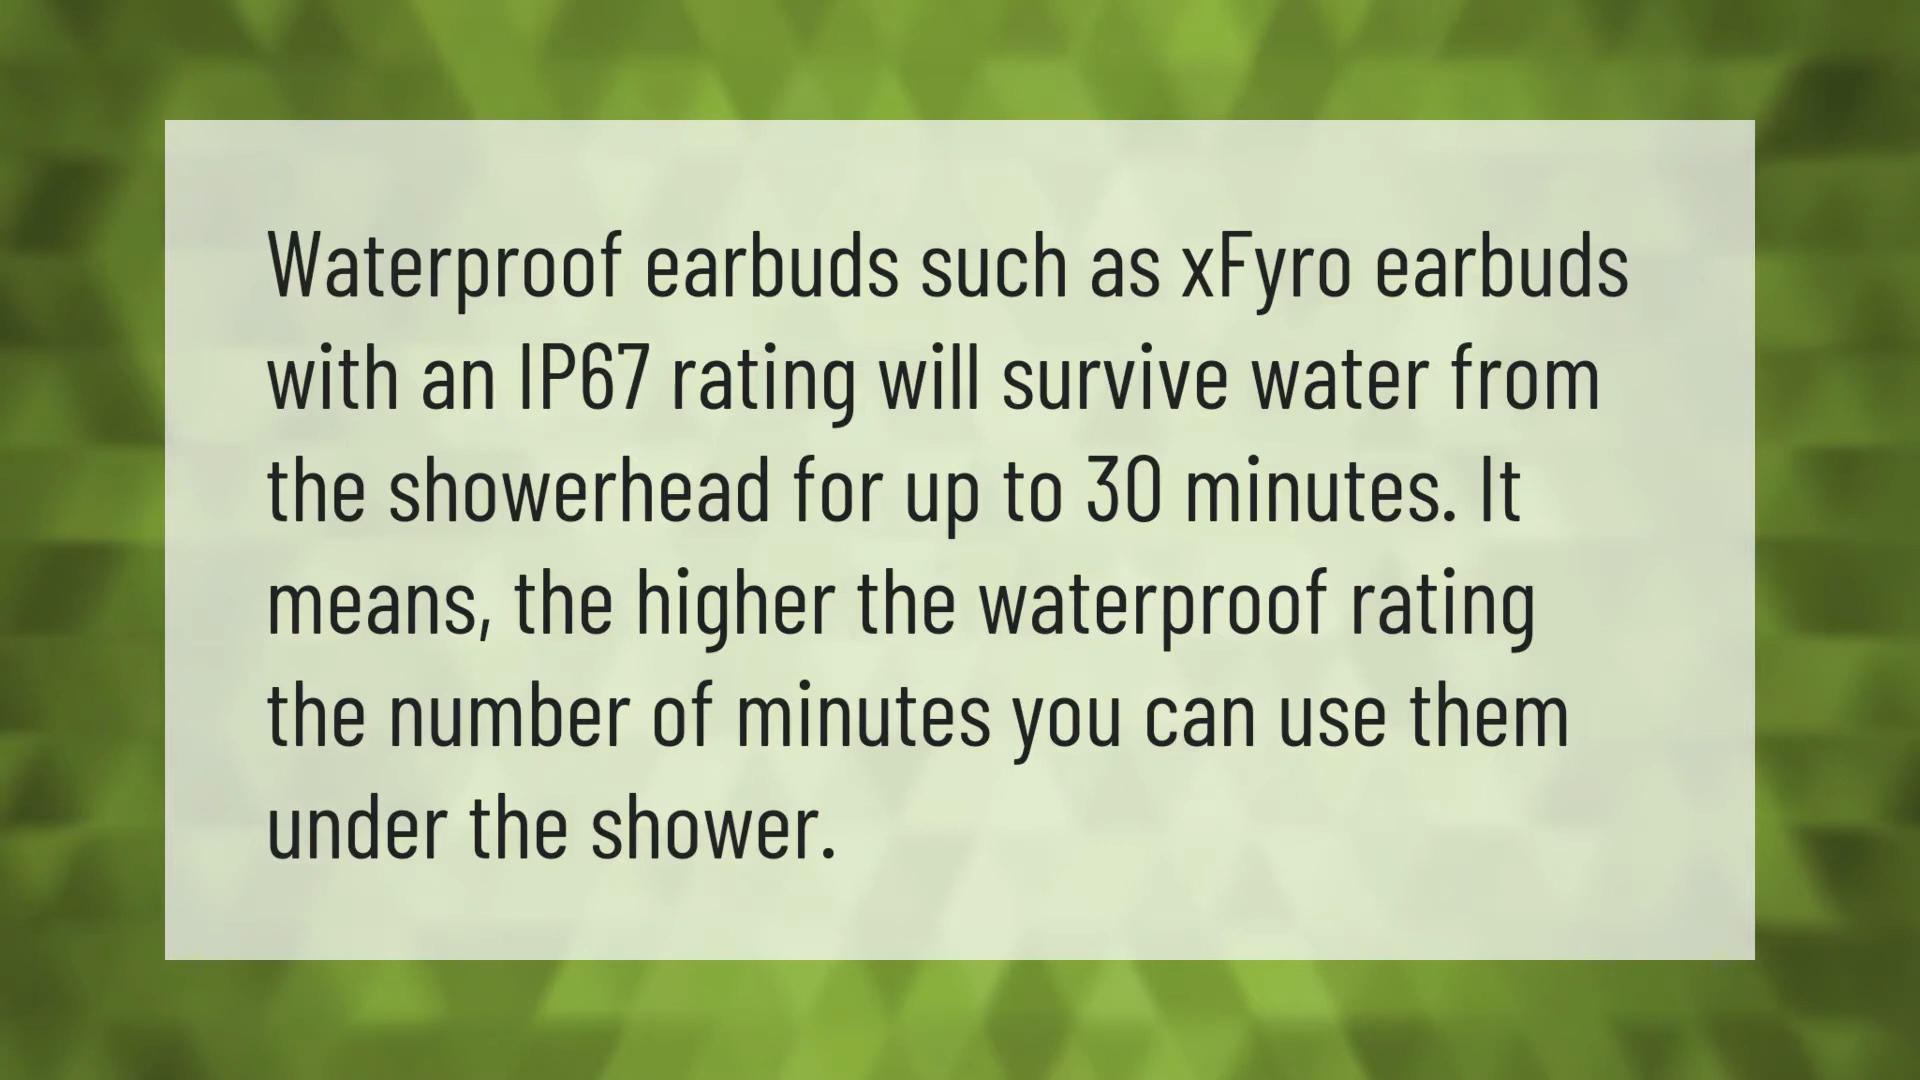 Waterproof earbuds such as xFyro earbuds
with an IP67 rating will survive water from
the showerhead for up to 30 minutes. It
means, the higher the waterproof rating
the number of minutes you can use them
under the shower.